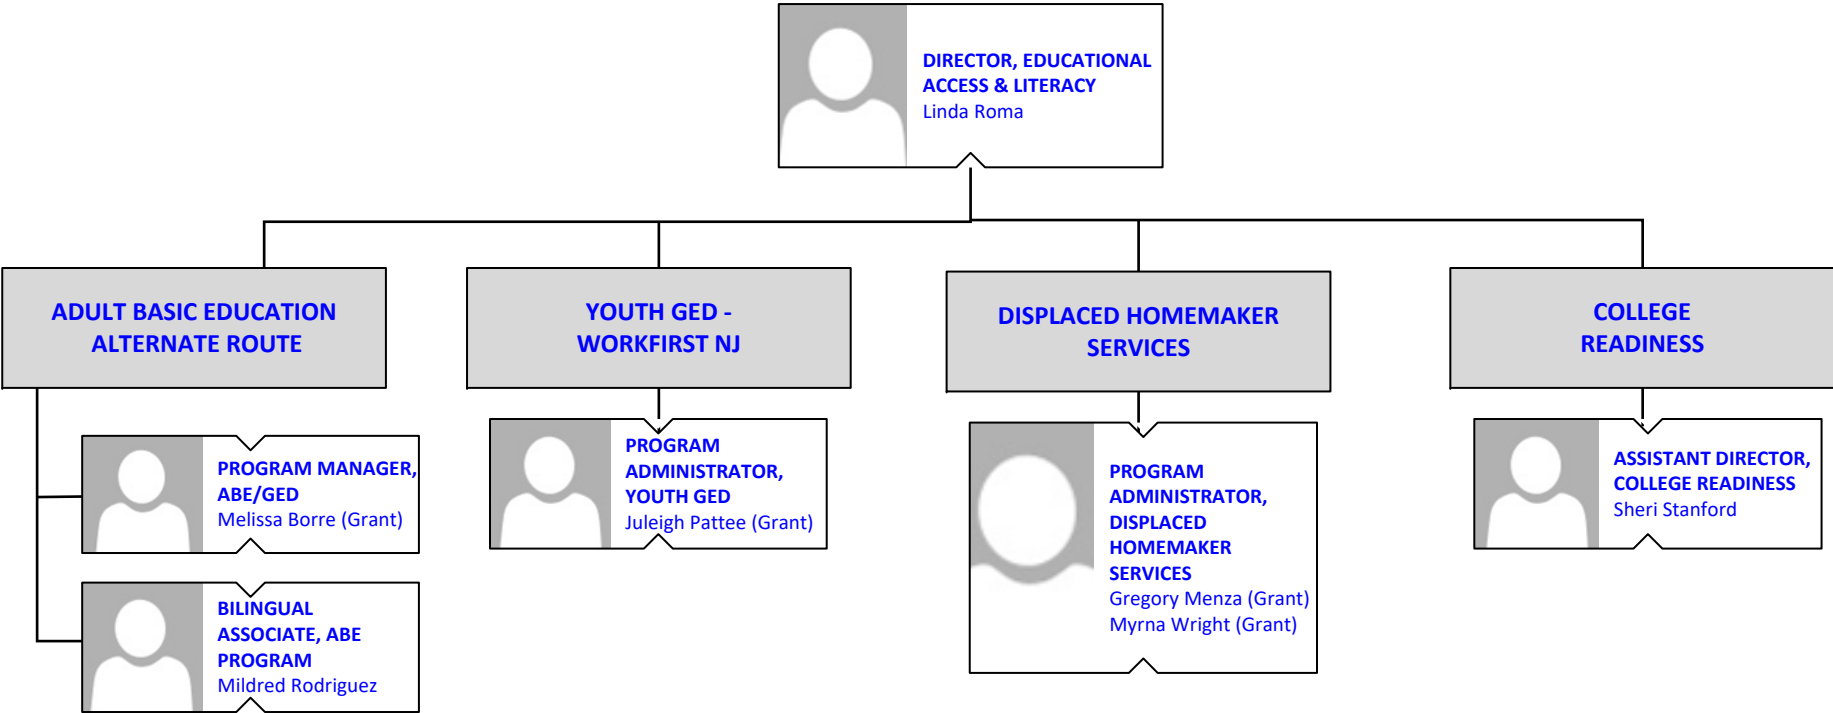 DIRECTOR, EDUCATIONAL
ACCESS & LITERACY
Linda Roma
ADULT BASIC EDUCATION
ALTERNATE ROUTE
YOUTH GED -
WORKFIRST NJ
DISPLACED HOMEMAKER
SERVICES
COLLEGE
READINESS
PROGRAM MANAGER,
ABE/GED
Melissa Borre (Grant)
BILINGUAL
ASSOCIATE, ABE
PROGRAM
Mildred Rodriguez
PROGRAM
ADMINISTRATOR,
YOUTH GED
Juleigh Pattee (Grant)
PROGRAM
ADMINISTRATOR,
DISPLACED
HOMEMAKER
SERVICES
Gregory Menza (Grant)
Myrna Wright (Grant)
ASSISTANT DIRECTOR,
COLLEGE READINESS
Sheri Stanford